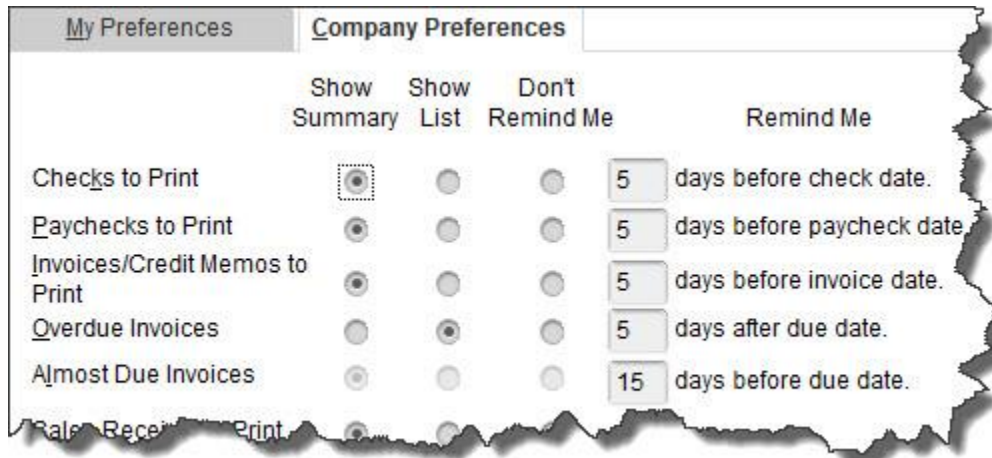 My Preferences Company Preferences
Show Show Don't
Summary List Remind Me Remind Me
Checks to Print 5 days before check date.
Paychecks to Print 5 days before paycheck date
Invoices/Credit Memos to
Print 5 days before invoice date.
Overdue Invoices 5 days after due date.
Almost Due Invoices 15 days before due date.
Print